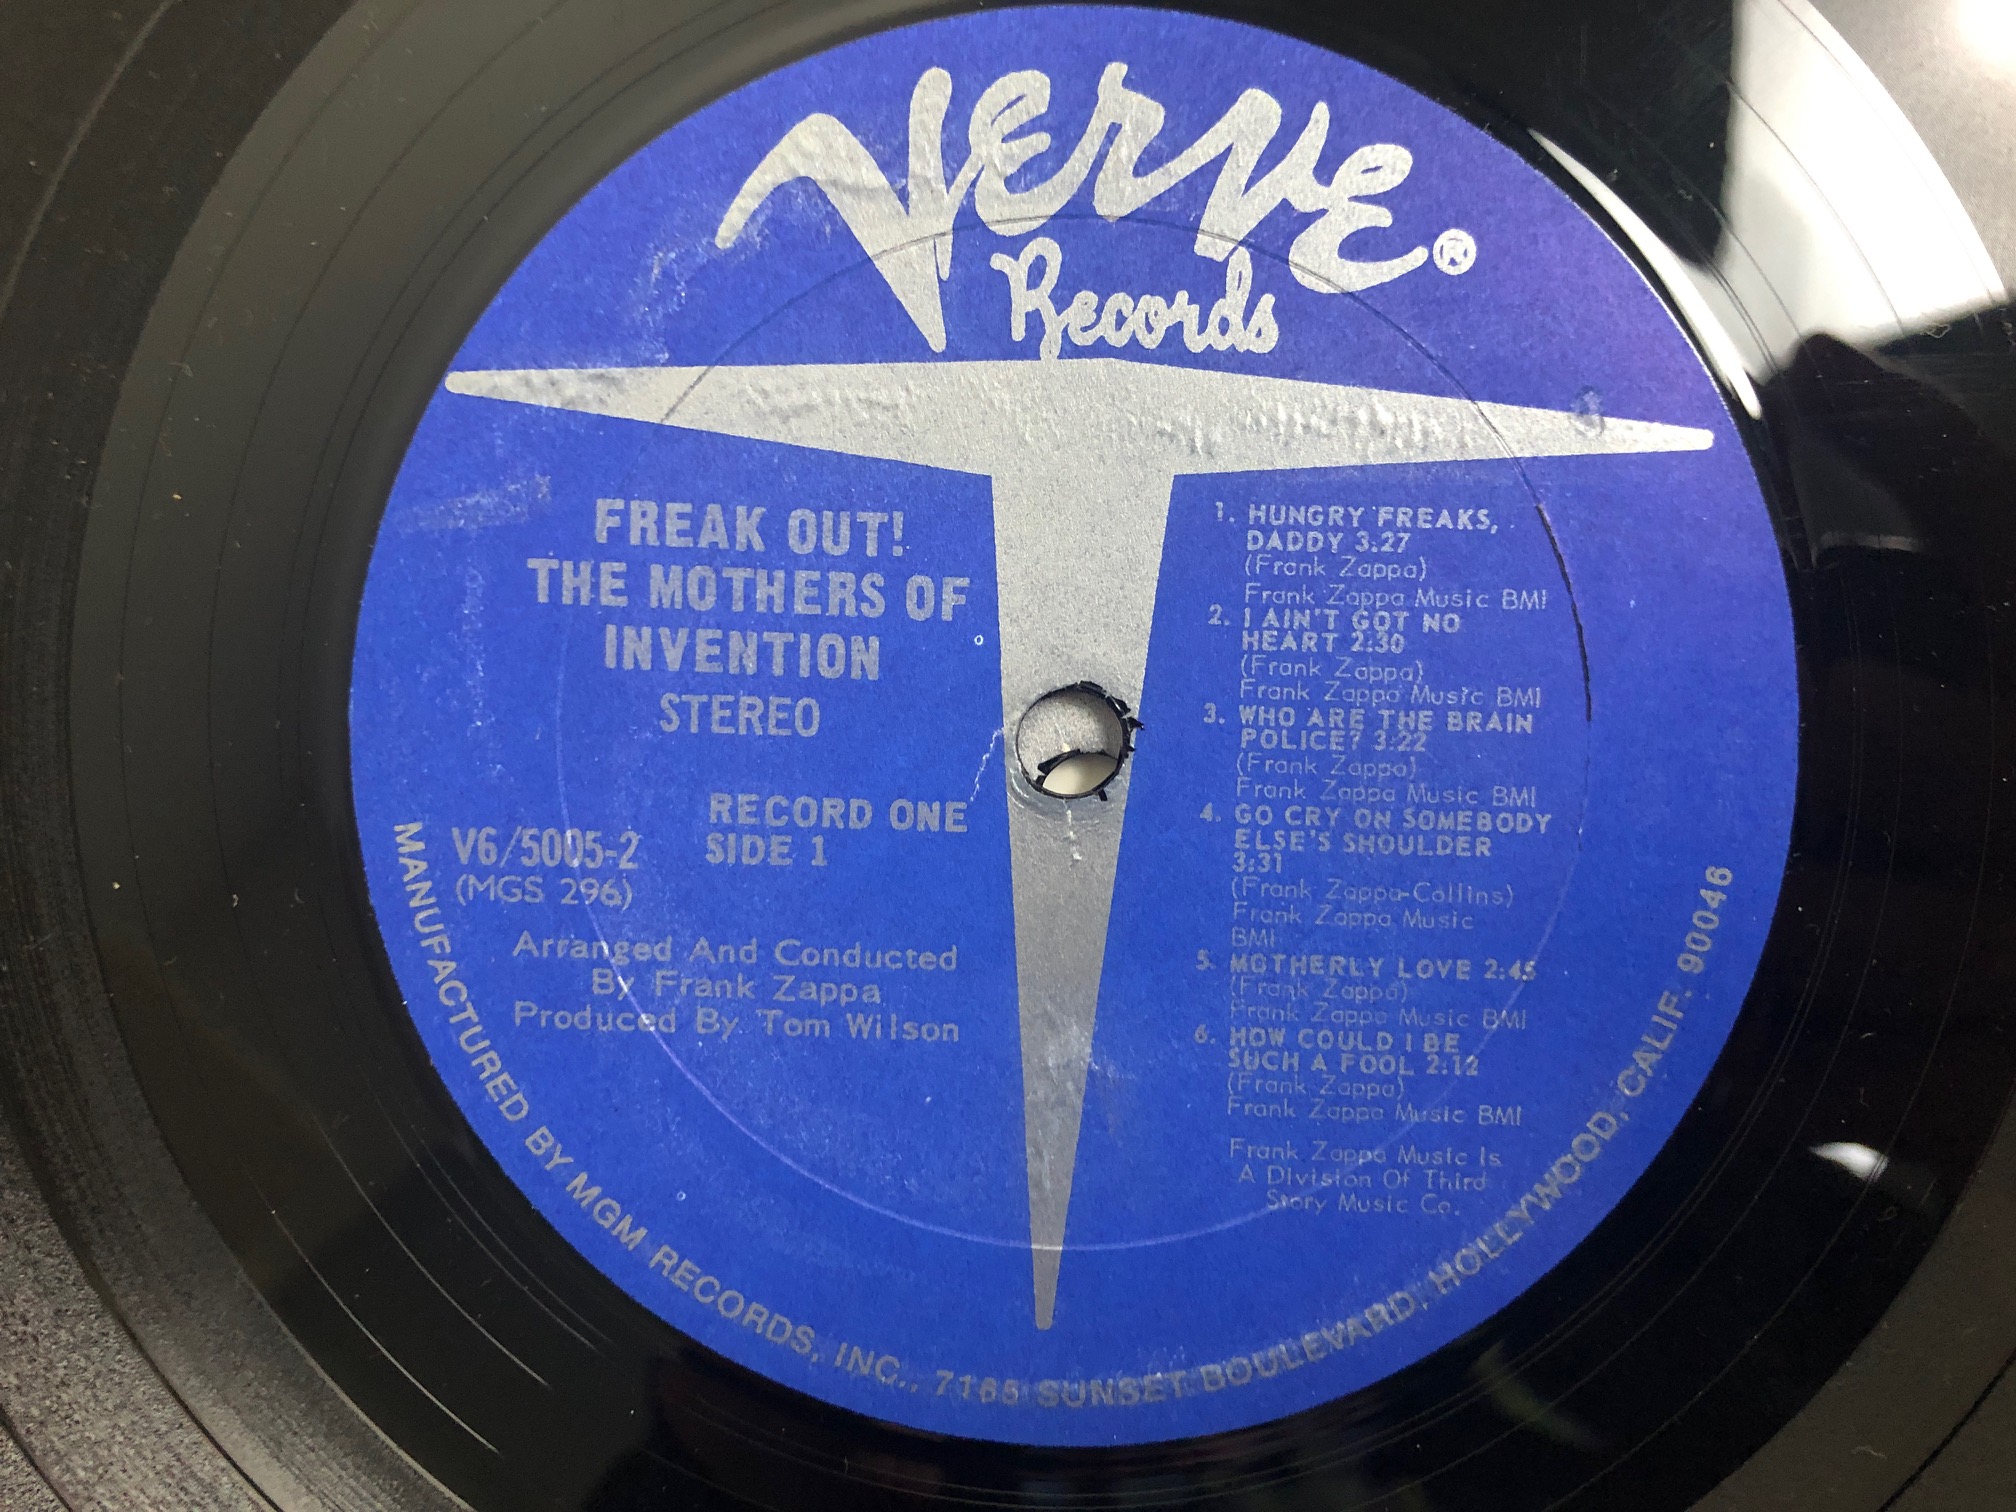 Verve®
Records
FREAK OUT!
THE MOTHERS OF
INVENTION
STEREO
RECORD ONE
SIDE 1
V6/5005-2
(MGS 296)
Arranged And Conducted
By Frank Zappa
Produced By Tom Wilson
1. HUNGRY FREAKS,
DADDY 3:27
(Frank Zappa)
Frank Zappa Music BMI
2. I AIN'T GOT NO
HEART 2:30
(Frank Zappa)
Frank Zappa Music BMI
3. WHO ARE THE BRAIN
POLICE? 3:22
(Frank Zappa)
Frank Zappa Music BMI
4. GO CRY ON SOMEBODY
ELSE'S SHOULDER
3:31
(Frank Zappa-Collins)
Frank Zappa Music
BMI
5. MOTHERLY LOVE 2:45
(Frank Zappa)
Frank Zappa Music BMI
6. HOW COULD I BE
SUCH A FOOL 2:12
(Frank Zappa)
Frank Zappa Music BMI
Frank Zappa Music Is
A Division Of Third
Story Music Co.
MANUFACTURED BY MGM RECORDS, INC., 7165 SUNSET BOULEVARD, HOLLYWOOD, CALIF. 90046